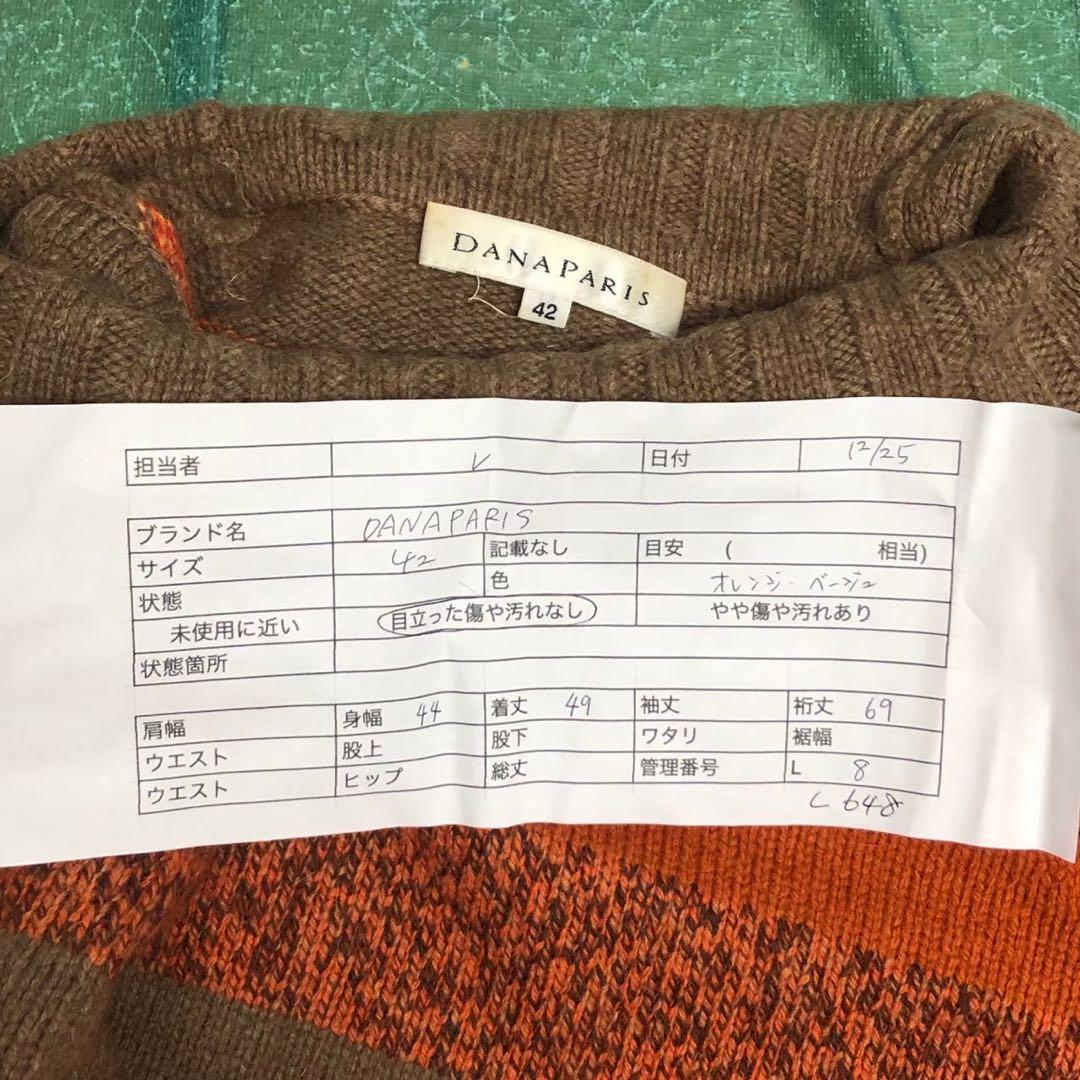 DANAPARIS
42
担当者 V 日付 12/25
ブランド名 DANAPARIS
サイズ 42 記載なし 目安 ( 相当)
状態 色 オレンジ・ベージュ
未使用に近い 目立った傷や汚れなし やや傷や汚れあり
状態箇所
肩幅 身幅 44 着丈 49 袖丈 裄丈 69
ウエスト 股上 股下 ワタリ 裾幅
ウエスト ヒップ 総丈 管理番号 L 8
L 648